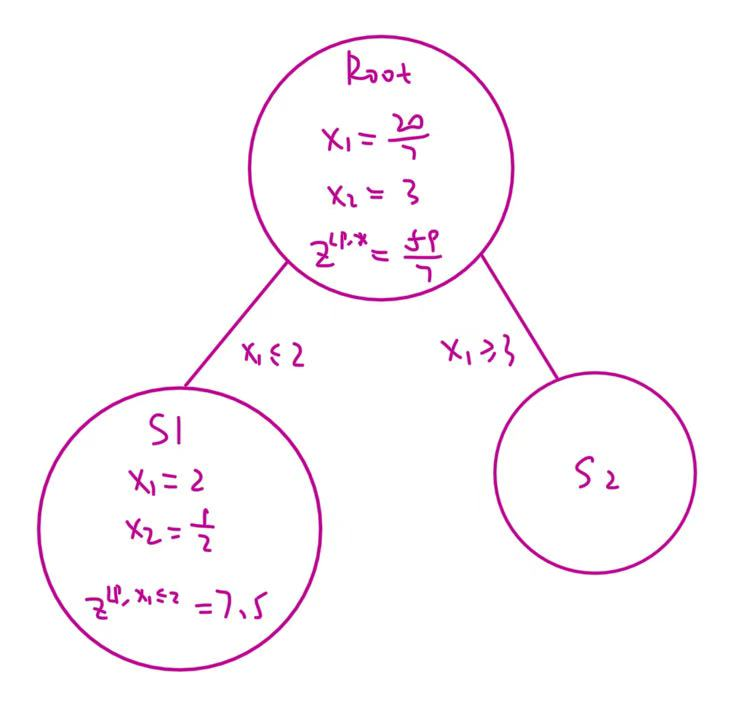 Root
x₁ = 20/7
x₂ = 3
z^{LP,*} = 59/7
x₁ ≤ 2
x₁ ≥ 3
S1
x₁ = 2
x₂ = 1/2
z^{LP, x₁≤2} = 7.5
S2